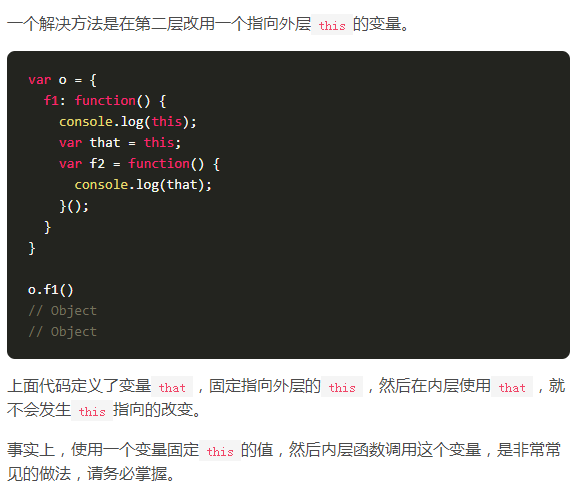 一个解决方法是在第二层改用一个指向外层 this 的变量。
var o = {
  f1: function() {
    console.log(this);
    var that = this;
    var f2 = function() {
      console.log(that);
    }();
  }
}

o.f1()
// Object
// Object
上面代码定义了变量 that ，固定指向外层的 this ，然后在内层使用 that ，就
不会发生 this 指向的改变。
事实上，使用一个变量固定 this 的值，然后内层函数调用这个变量，是非常常
见的做法，请务必掌握。